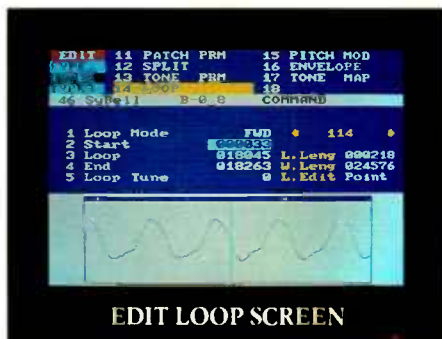 EDIT 11 PATCH PRM 15 PITCH MOD
12 SPLIT 16 ENVELOPE
13 TONE PRM 17 TONE MAP
14 LOOP 18
46 SyBell B-0_8 COMMAND
1 Loop Mode FWD 114
2 Start 000033
3 Loop 018045 L.Leng 000218
4 End 018263 W.Leng 024576
5 Loop Tune 0 L.Edit Point
EDIT LOOP SCREEN